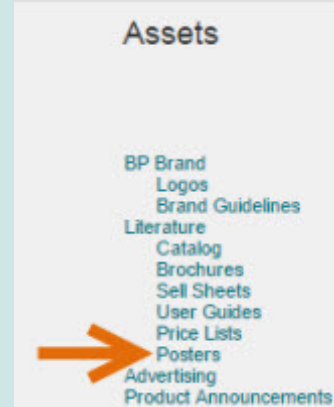 Assets
BP Brand
Logos
Brand Guidelines
Literature
Catalog
Brochures
Sell Sheets
User Guides
Price Lists
Posters
Advertising
Product Announcements